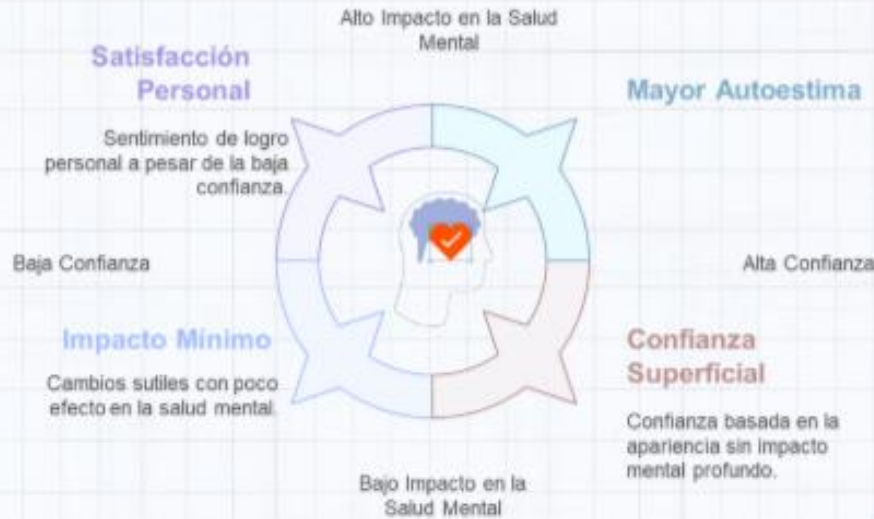 Alto Impacto en la Salud
Mental
Satisfacción
Personal
Sentimiento de logro
personal a pesar de la baja
confianza.
Mayor Autoestima
Baja Confianza
Alta Confianza
Impacto Mínimo
Cambios sutiles con poco
efecto en la salud mental.
Confianza
Superficial
Confianza basada en la
apariencia sin impacto
mental profundo.
Bajo Impacto en la
Salud Mental